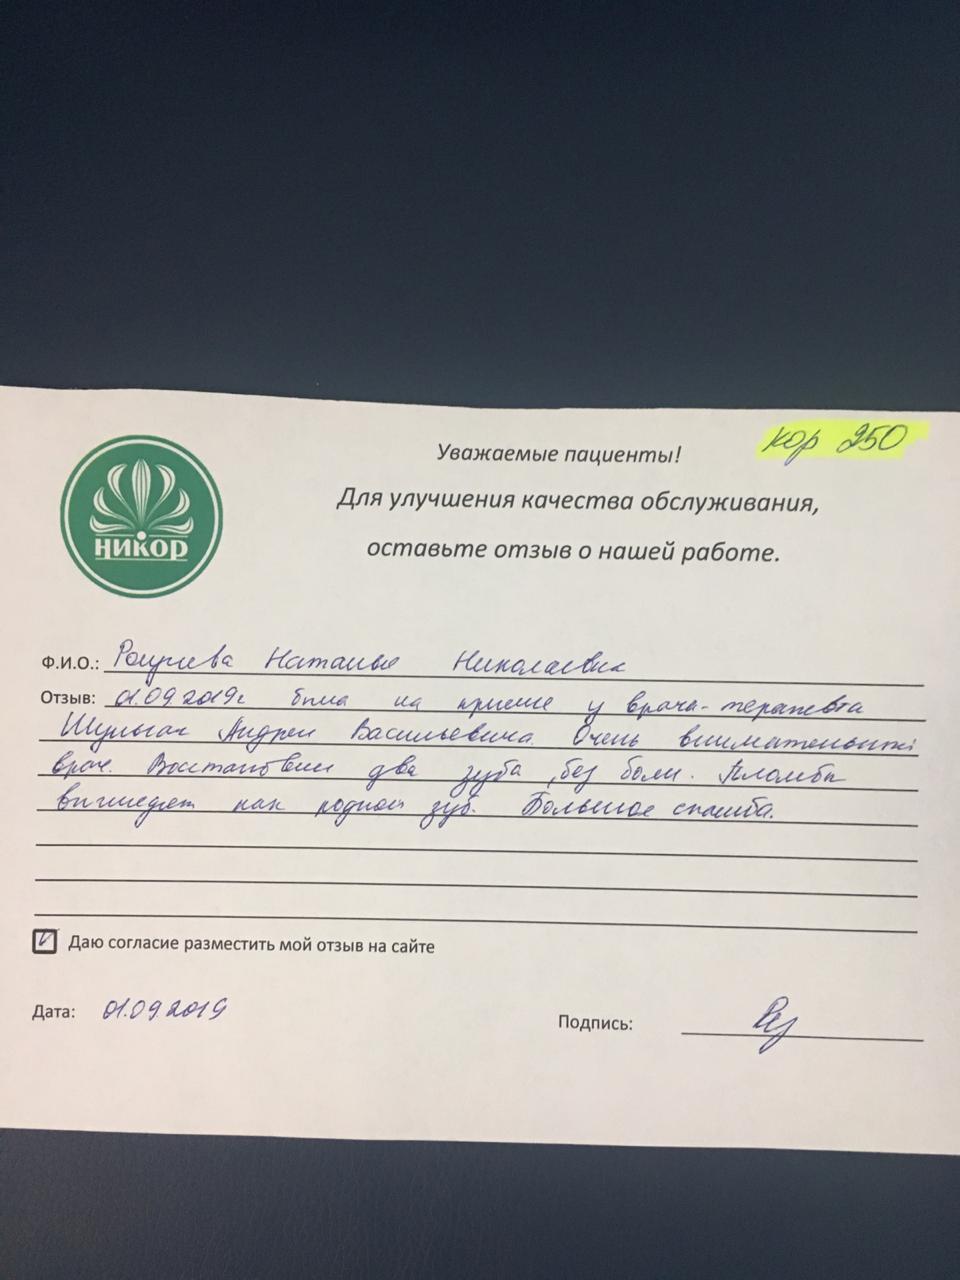 кор 250
Уважаемые пациенты!
Для улучшения качества обслуживания,
оставьте отзыв о нашей работе.
НИКОР
Ф.И.О.: Наталья Николаевна
Отзыв: 01.09.2019г была на приеме у врача-терапевта
Андрея Васильевича. Очень внимательный
врач. Восстановил два зуба, без боли. Пломба
выглядит как родной зуб. Большое спасибо.
Даю согласие разместить мой отзыв на сайте
Дата: 01.09.2019
Подпись: